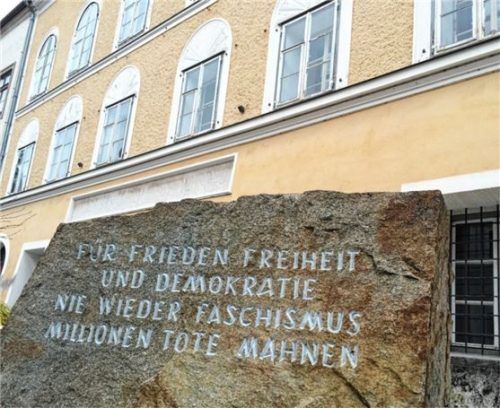 FÜR FRIEDEN FREIHEIT
UND DEMOKRATIE
NIE WIEDER FASCHISMUS
MILLIONEN TOTE MAHNEN